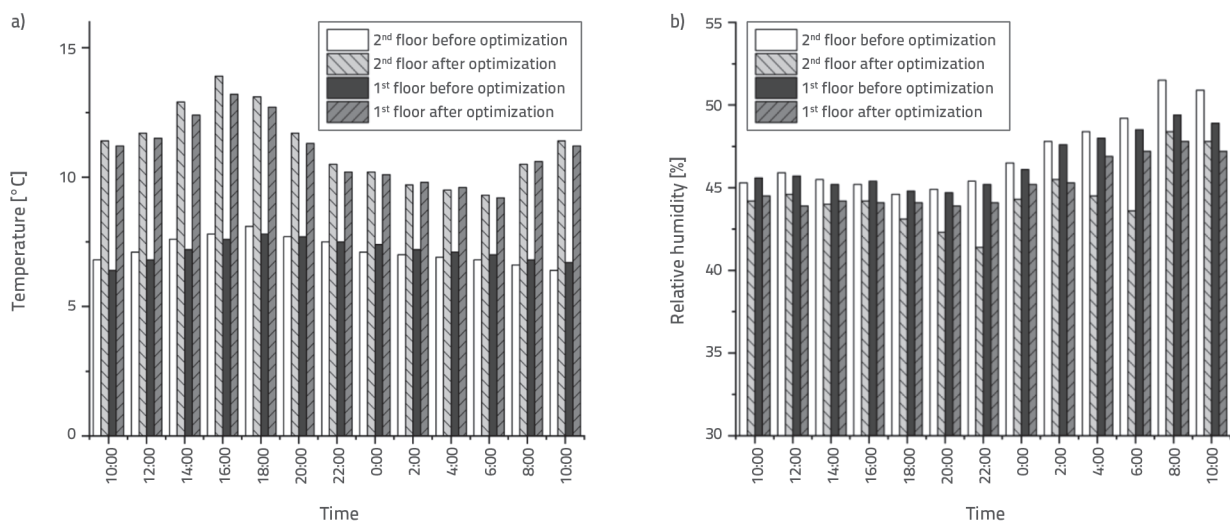 a)
15
10
5
0
Temperature [°C]
2nd floor before optimization
2nd floor after optimization
1st floor before optimization
1st floor after optimization
10:00 12:00 14:00 16:00 18:00 20:00 22:00 0:00 2:00 4:00 6:00 8:00 10:00
Time
b)
55
50
45
40
35
30
Relative humidity [%]
2nd floor before optimization
2nd floor after optimization
1st floor before optimization
1st floor after optimization
10:00 12:00 14:00 16:00 18:00 20:00 22:00 0:00 2:00 4:00 6:00 8:00 10:00
Time